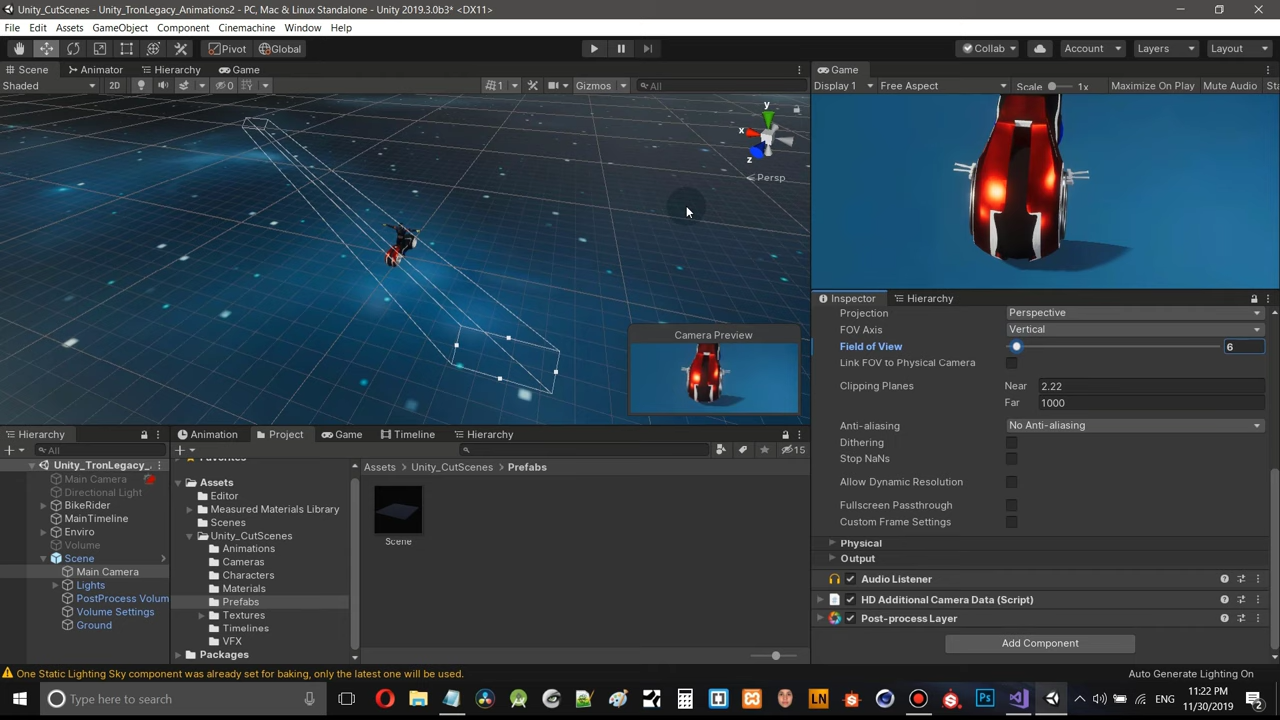 Unity_CutScenes - Unity_TronLegacy_Animations2 - PC, Mac & Linux Standalone - Unity 2019.3.0b3* <DX11>
File Edit Assets GameObject Component Cinemachine Window Help
Pivot Global Collab Account Layers Layout
Scene Animator Hierarchy Game
Shaded 2D 0 1 Gizmos All
y
x
z
Persp
Camera Preview
Game
Display 1 Free Aspect Scale 1x Maximize On Play Mute Audio Sta
Inspector Hierarchy
Projection Perspective
FOV Axis Vertical
Field of View 6
Link FOV to Physical Camera
Clipping Planes Near 2.22
Far 1000
Anti-aliasing No Anti-aliasing
Dithering
Stop NaNs
Allow Dynamic Resolution
Fullscreen Passthrough
Custom Frame Settings
Physical
Output
Audio Listener
HD Additional Camera Data (Script)
Post-process Layer
Add Component
Hierarchy
All
Unity_TronLegacy_
Main Camera
Directional Light
BikeRider
MainTimeline
Enviro
Volume
Scene
Main Camera
Lights
PostProcess Volum
Volume Settings
Ground
Animation Project Game Timeline Hierarchy
15
Favorites
Assets
Editor
Measured Materials Library
Scenes
Unity_CutScenes
Animations
Cameras
Characters
Materials
Prefabs
Textures
Timelines
VFX
Packages
Assets > Unity_CutScenes > Prefabs
Scene
One Static Lighting Sky component was already set for baking, only the latest one will be used.
Auto Generate Lighting On
Type here to search
LN
Ps
ENG
11:22 PM
11/30/2019
2